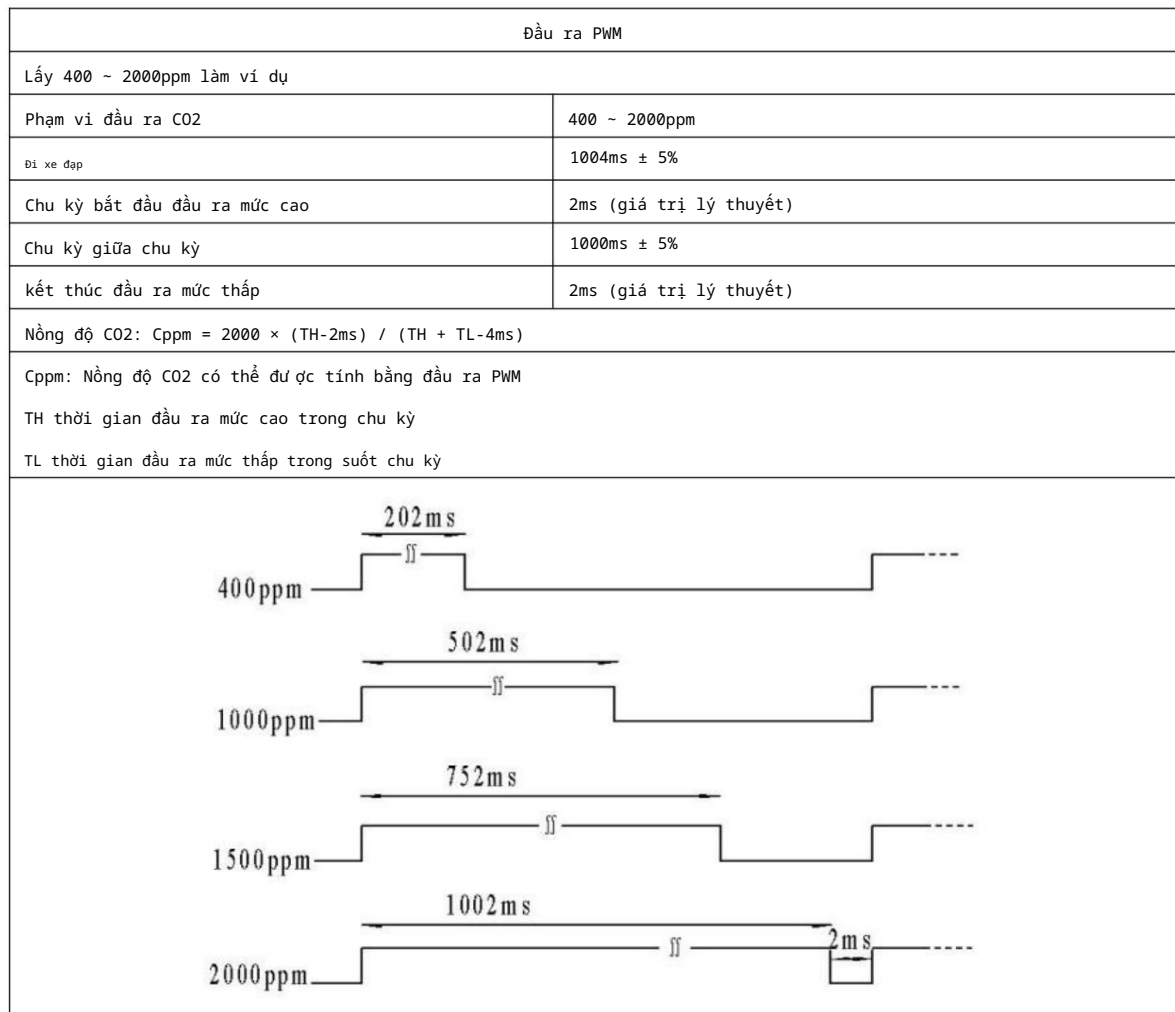 Đầu ra PWM
Lấy 400 ~ 2000ppm làm ví dụ
Phạm vi đầu ra CO2 400 ~ 2000ppm
Đi xe đạp 1004ms ± 5%
Chu kỳ bắt đầu đầu ra mức cao 2ms (giá trị lý thuyết)
Chu kỳ giữa chu kỳ 1000ms ± 5%
kết thúc đầu ra mức thấp 2ms (giá trị lý thuyết)
Nồng độ CO2: Cppm = 2000 × (TH-2ms) / (TH + TL-4ms)
Cppm: Nồng độ CO2 có thể đư ợc tính bằng đầu ra PWM
TH thời gian đầu ra mức cao trong chu kỳ
TL thời gian đầu ra mức thấp trong suốt chu kỳ
202ms
400ppm
502ms
1000ppm
752ms
1500ppm
1002ms
2ms
2000ppm